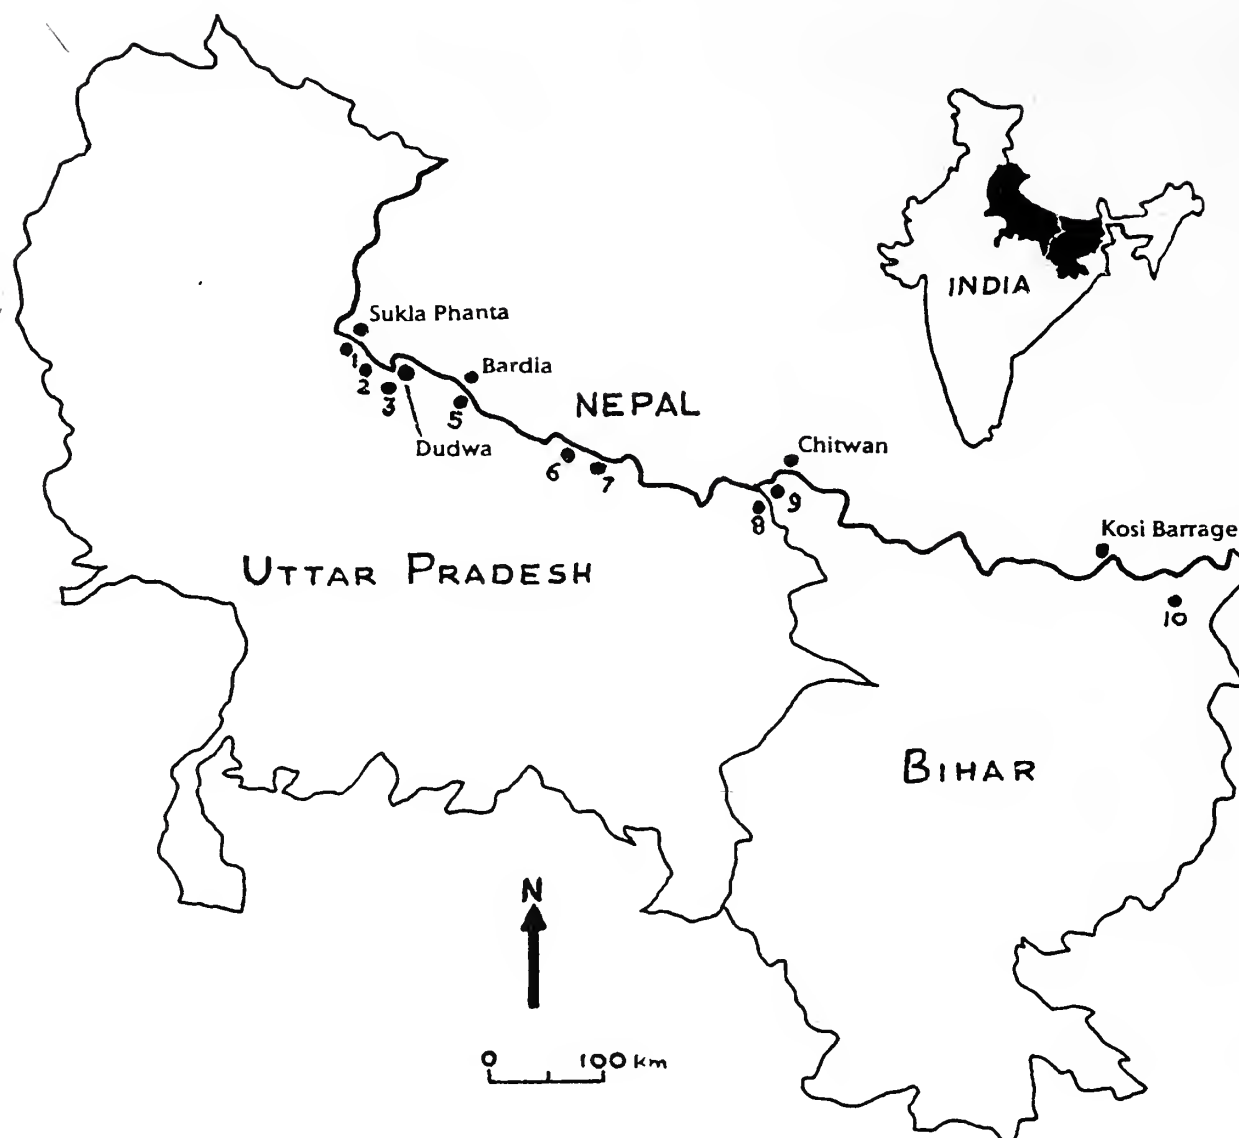 Sukla Phanta
1
2
3
Dudwa
Bardia
5
NEPAL
6
7
INDIA
Chitwan
8
9
Kosi Barrage
10
UTTAR PRADESH
BIHAR
N
0 100 km